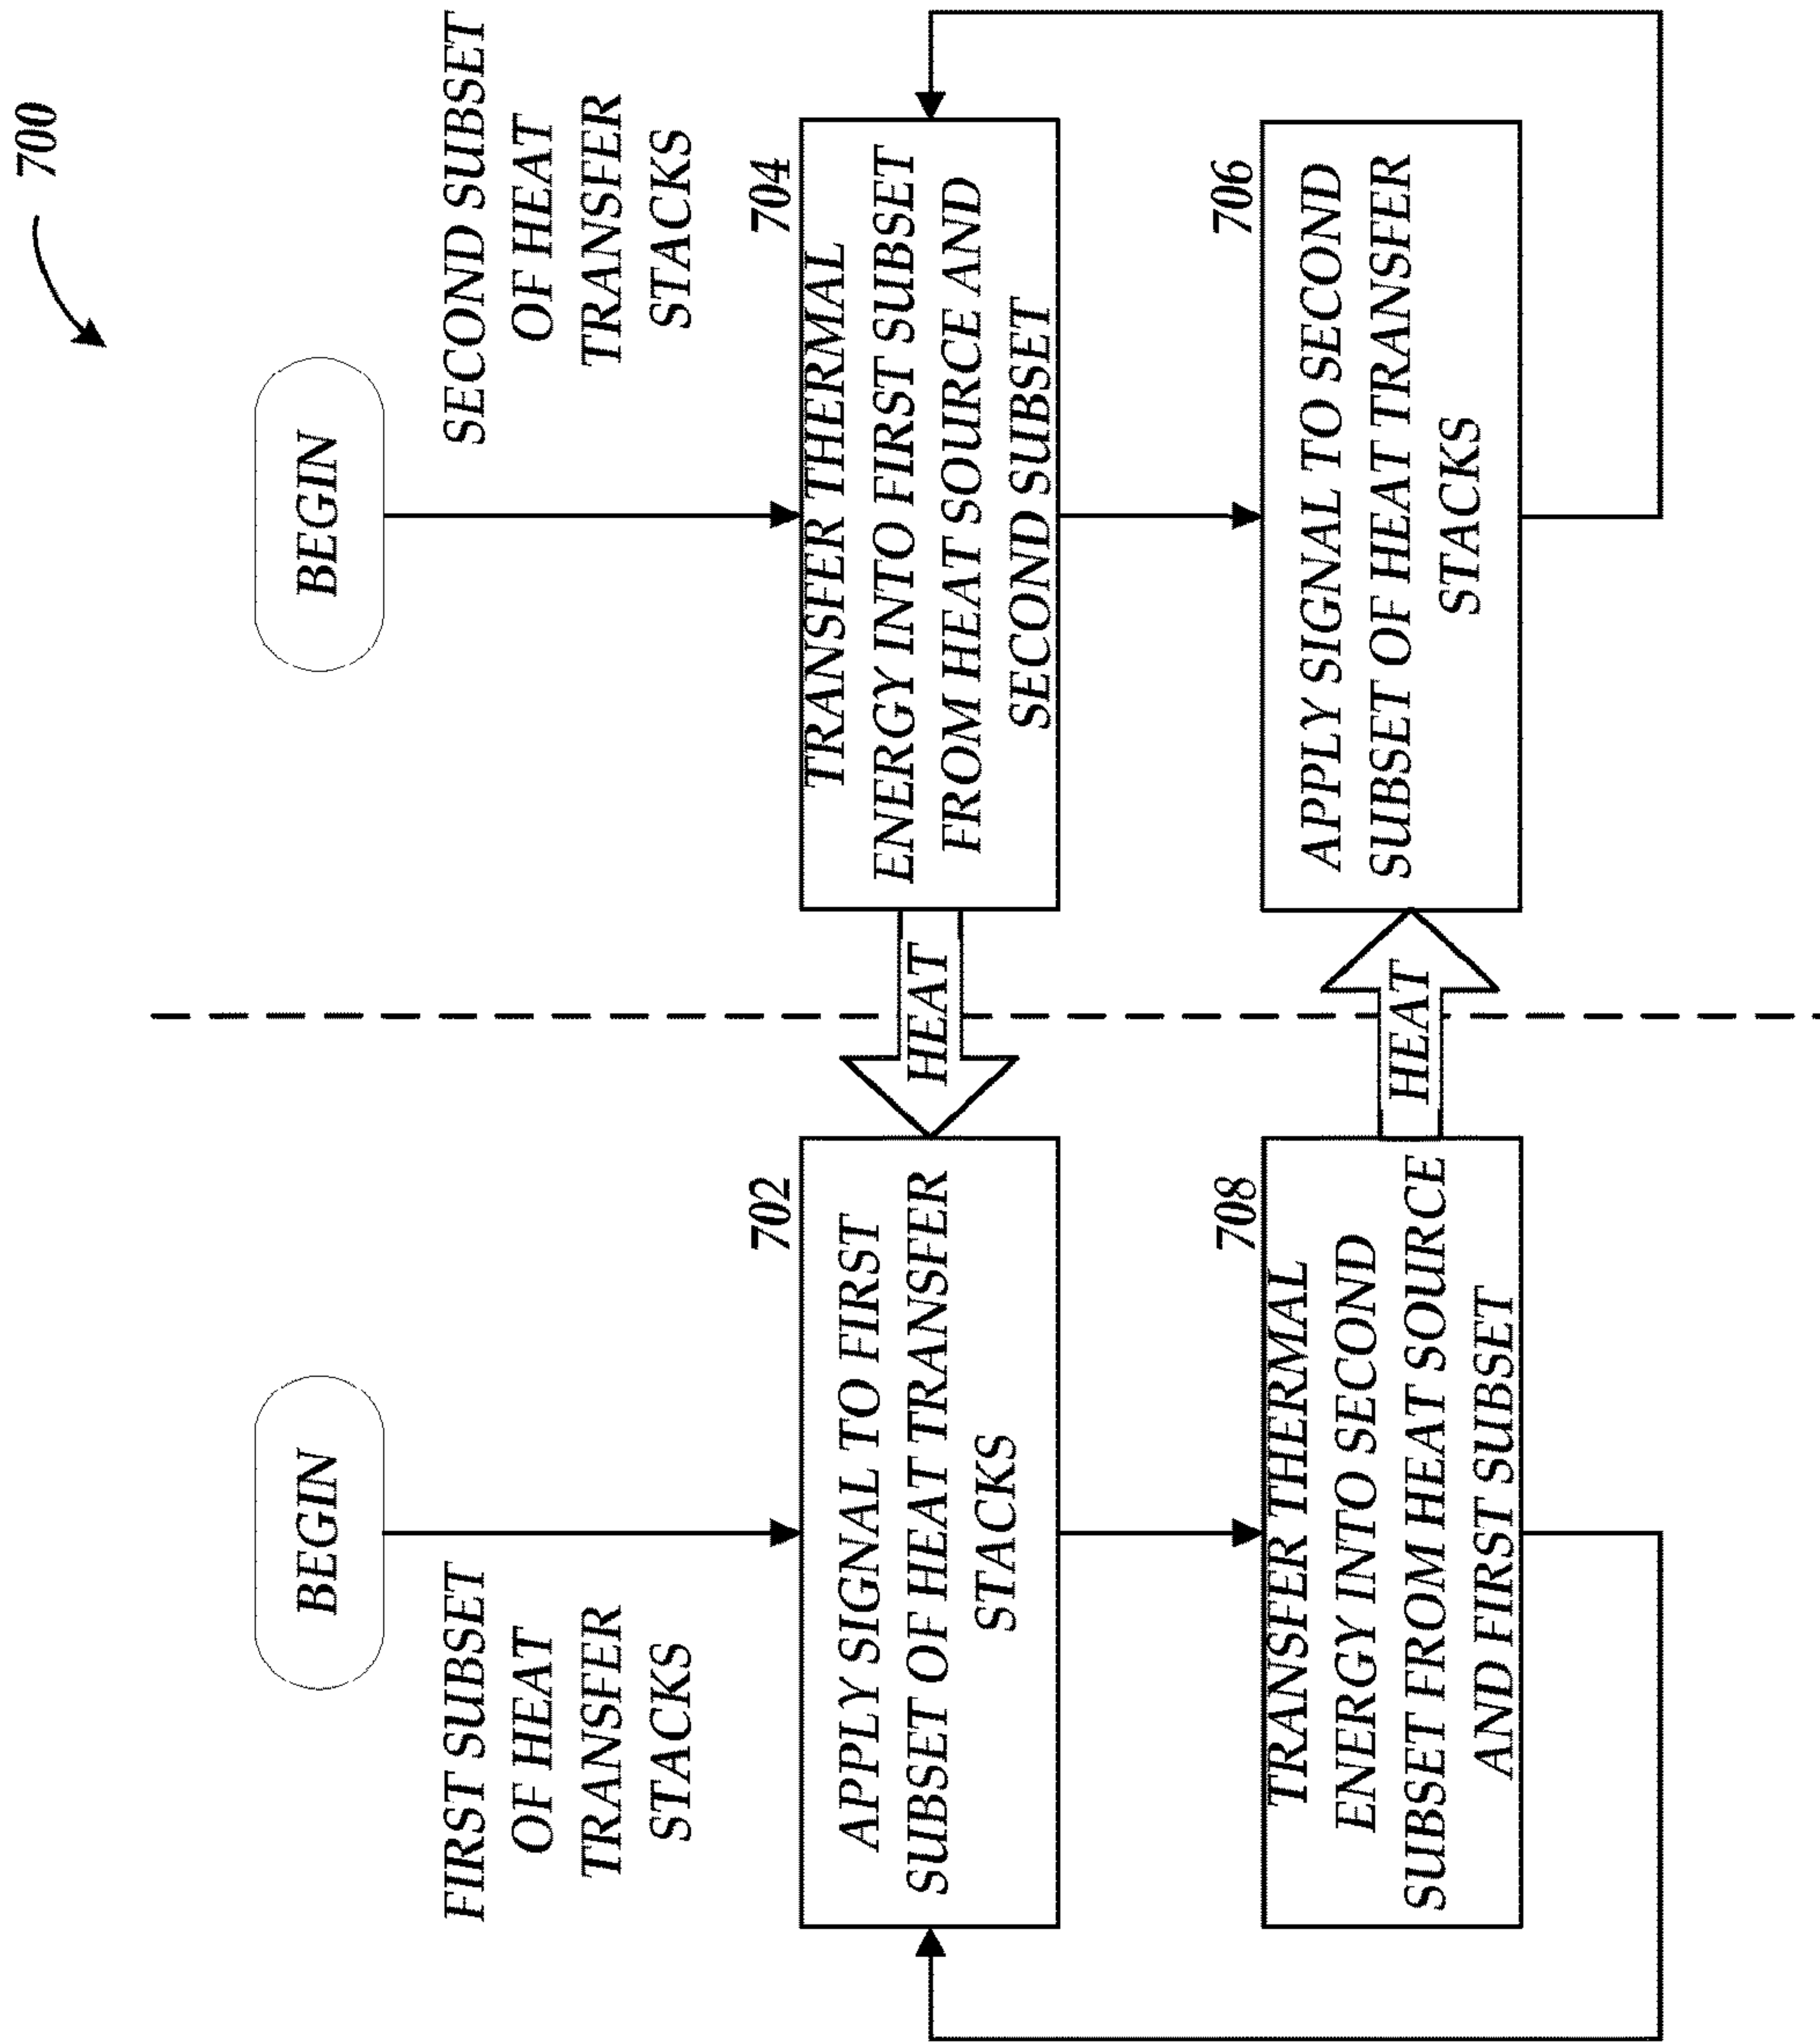 700
BEGIN
FIRST SUBSET
OF HEAT
TRANSFER
STACKS
702
APPLY SIGNAL TO FIRST
SUBSET OF HEAT TRANSFER
STACKS
708
TRANSFER THERMAL
ENERGY INTO SECOND
SUBSET FROM HEAT SOURCE
AND FIRST SUBSET
HEAT
HEAT
BEGIN
SECOND SUBSET
OF HEAT
TRANSFER
STACKS
704
TRANSFER THERMAL
ENERGY INTO FIRST SUBSET
FROM HEAT SOURCE AND
SECOND SUBSET
706
APPLY SIGNAL TO SECOND
SUBSET OF HEAT TRANSFER
STACKS